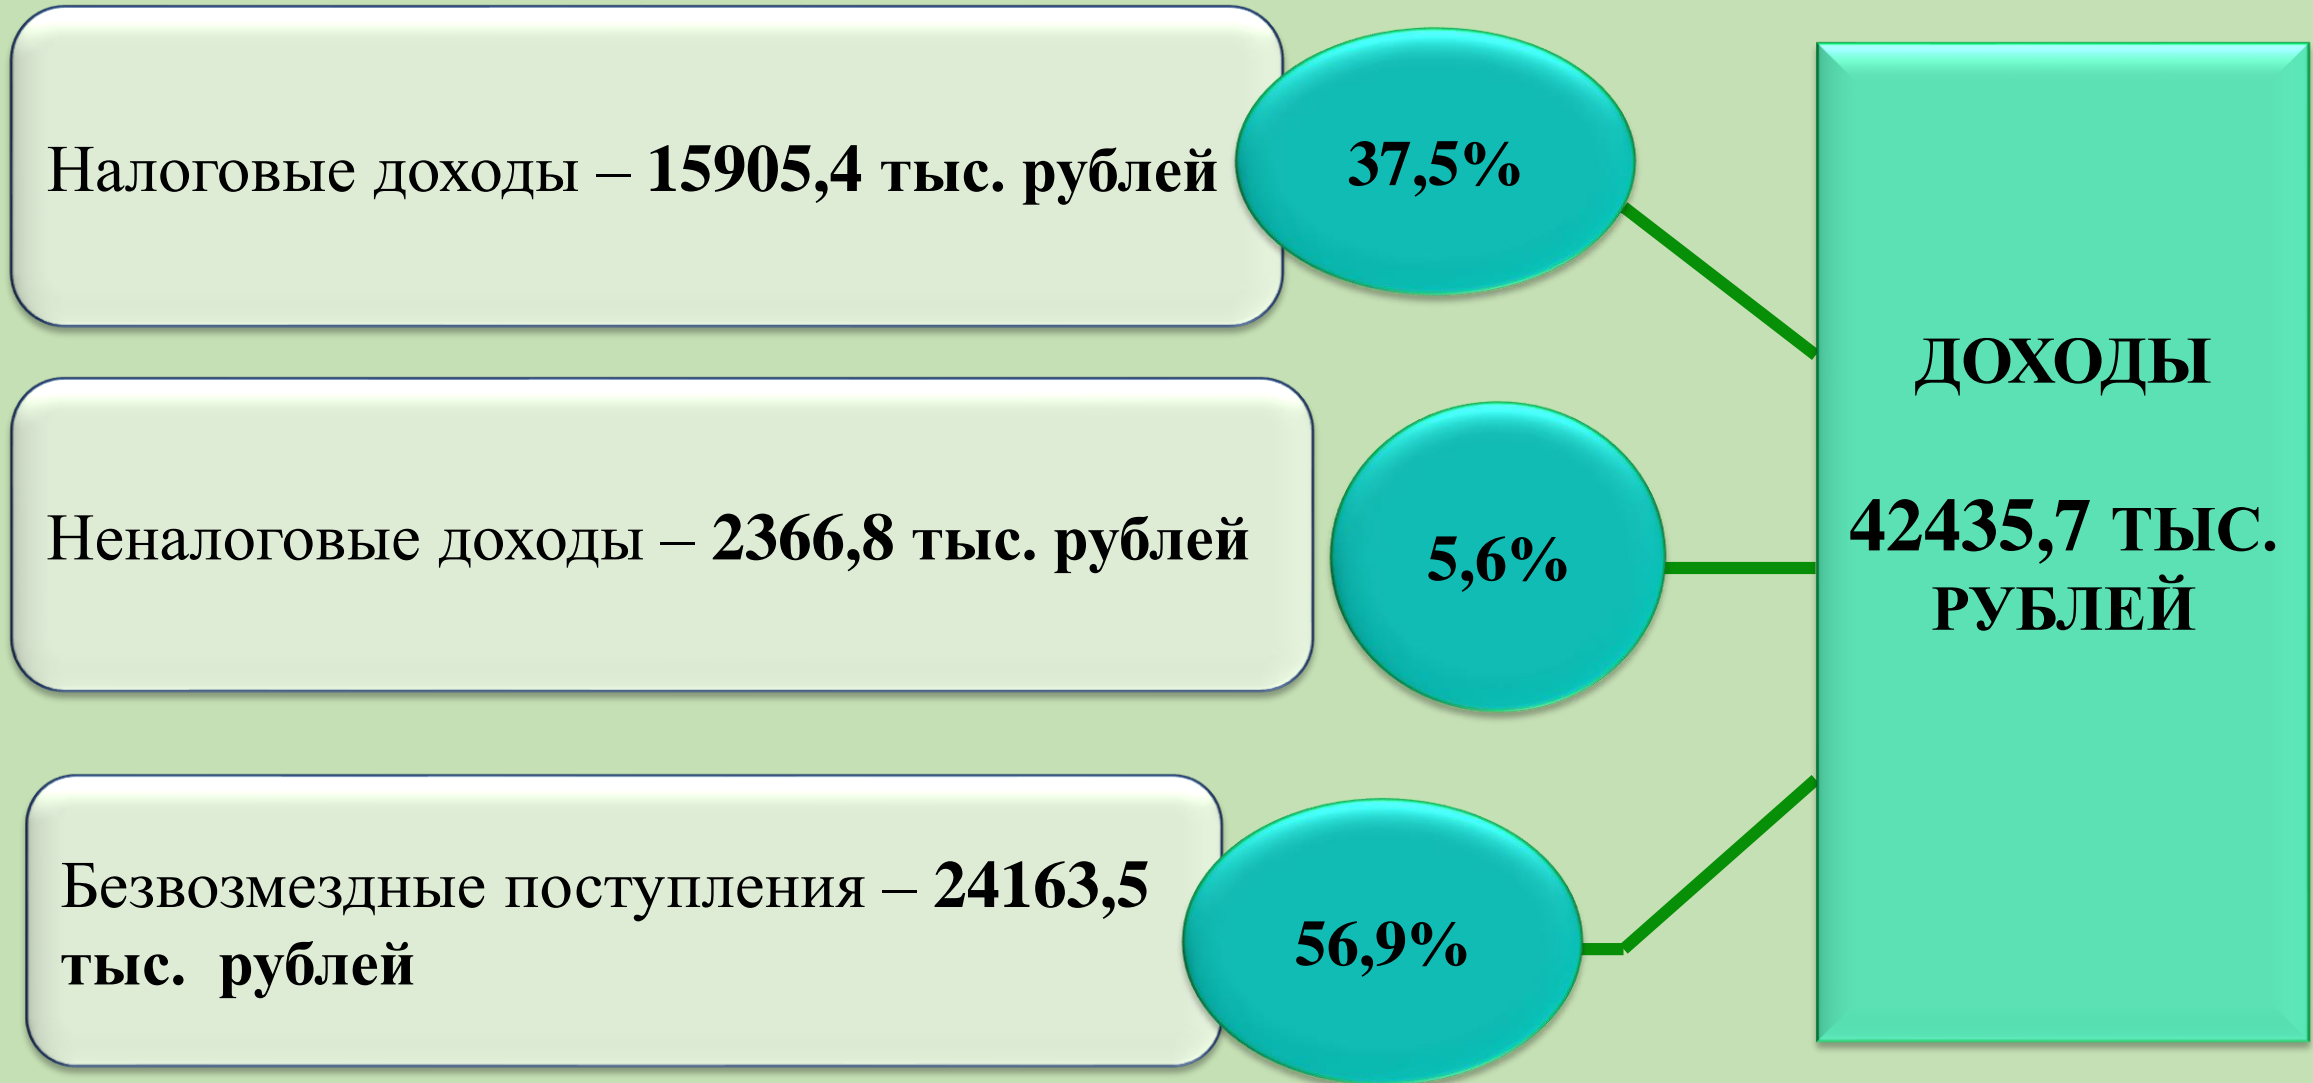 Налоговые доходы – 15905,4 тыс. рублей
37,5%
Неналоговые доходы – 2366,8 тыс. рублей
5,6%
Безвозмездные поступления – 24163,5
тыс. рублей
56,9%
ДОХОДЫ
42435,7 ТЫС.
РУБЛЕЙ